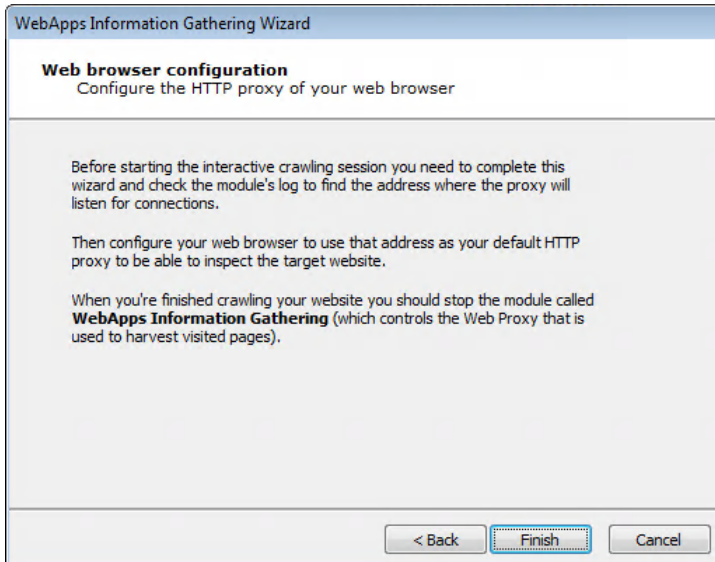 WebApps Information Gathering Wizard
Web browser configuration
Configure the HTTP proxy of your web browser
Before starting the interactive crawling session you need to complete this
wizard and check the module's log to find the address where the proxy will
listen for connections.
Then configure your web browser to use that address as your default HTTP
proxy to be able to inspect the target website.
When you're finished crawling your website you should stop the module called
WebApps Information Gathering (which controls the Web Proxy that is
used to harvest visited pages).
< Back Finish Cancel